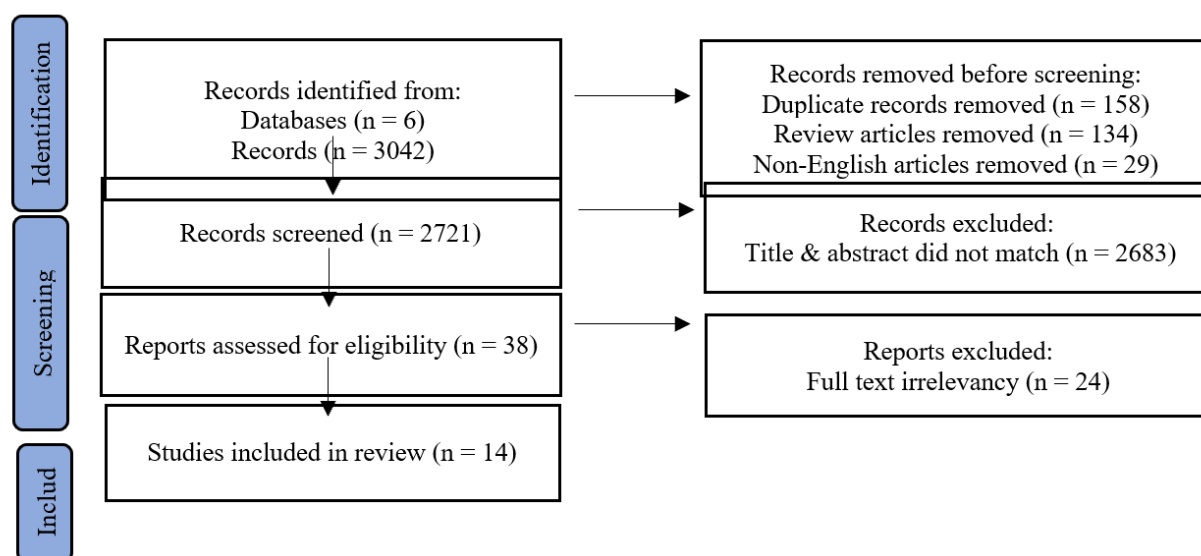 Identification
Records identified from:
Databases (n = 6)
Records (n = 3042)
Records removed before screening:
Duplicate records removed (n = 158)
Review articles removed (n = 134)
Non-English articles removed (n = 29)
Screening
Records screened (n = 2721)
Records excluded:
Title & abstract did not match (n = 2683)
Reports assessed for eligibility (n = 38)
Reports excluded:
Full text irrelevancy (n = 24)
Includ
Studies included in review (n = 14)